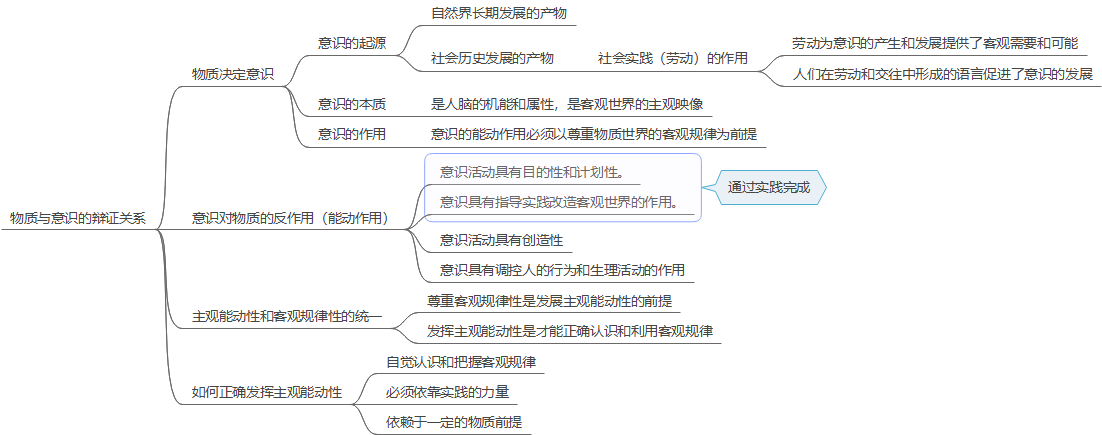 物质与意识的辩证关系
物质决定意识
意识的起源
自然界长期发展的产物
社会历史发展的产物
社会实践（劳动）的作用
劳动为意识的产生和发展提供了客观需要和可能
人们在劳动和交往中形成的语言促进了意识的发展
意识的本质
是人脑的机能和属性，是客观世界的主观映像
意识的作用
意识的能动作用必须以尊重物质世界的客观规律为前提
意识对物质的反作用（能动作用）
意识活动具有目的性和计划性。
意识具有指导实践改造客观世界的作用。
通过实践完成
意识活动具有创造性
意识具有调控人的行为和生理活动的作用
主观能动性和客观规律性的统一
尊重客观规律性是发展主观能动性的前提
发挥主观能动性是才能正确认识和利用客观规律
如何正确发挥主观能动性
自觉认识和把握客观规律
必须依靠实践的力量
依赖于一定的物质前提